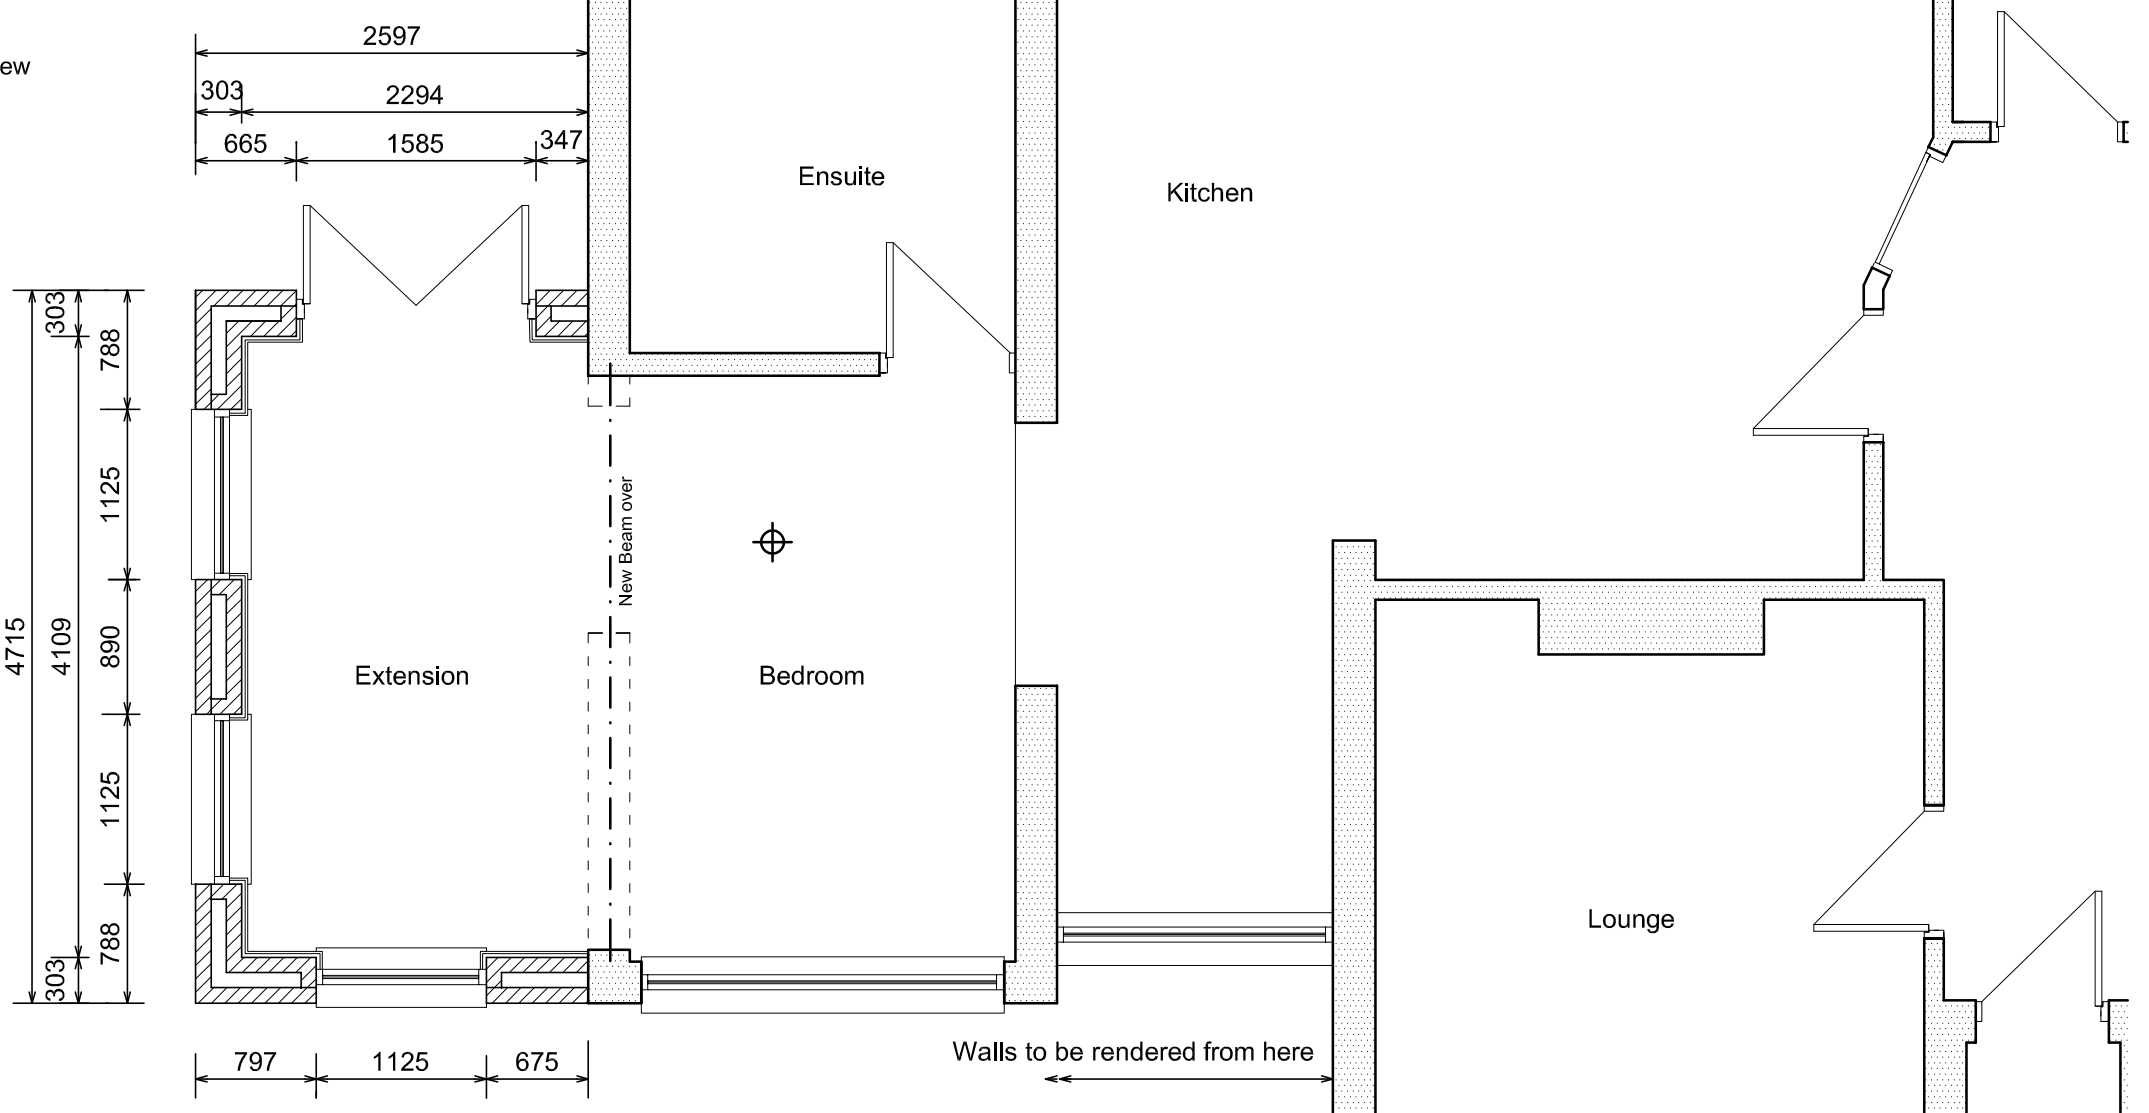 2597
ew
303
2294
665
1585
347
Ensuite
Kitchen
303
788
1125
New Beam over
4715
4109
890
Extension
Bedroom
1125
Lounge
788
303
Walls to be rendered from here
797
1125
675